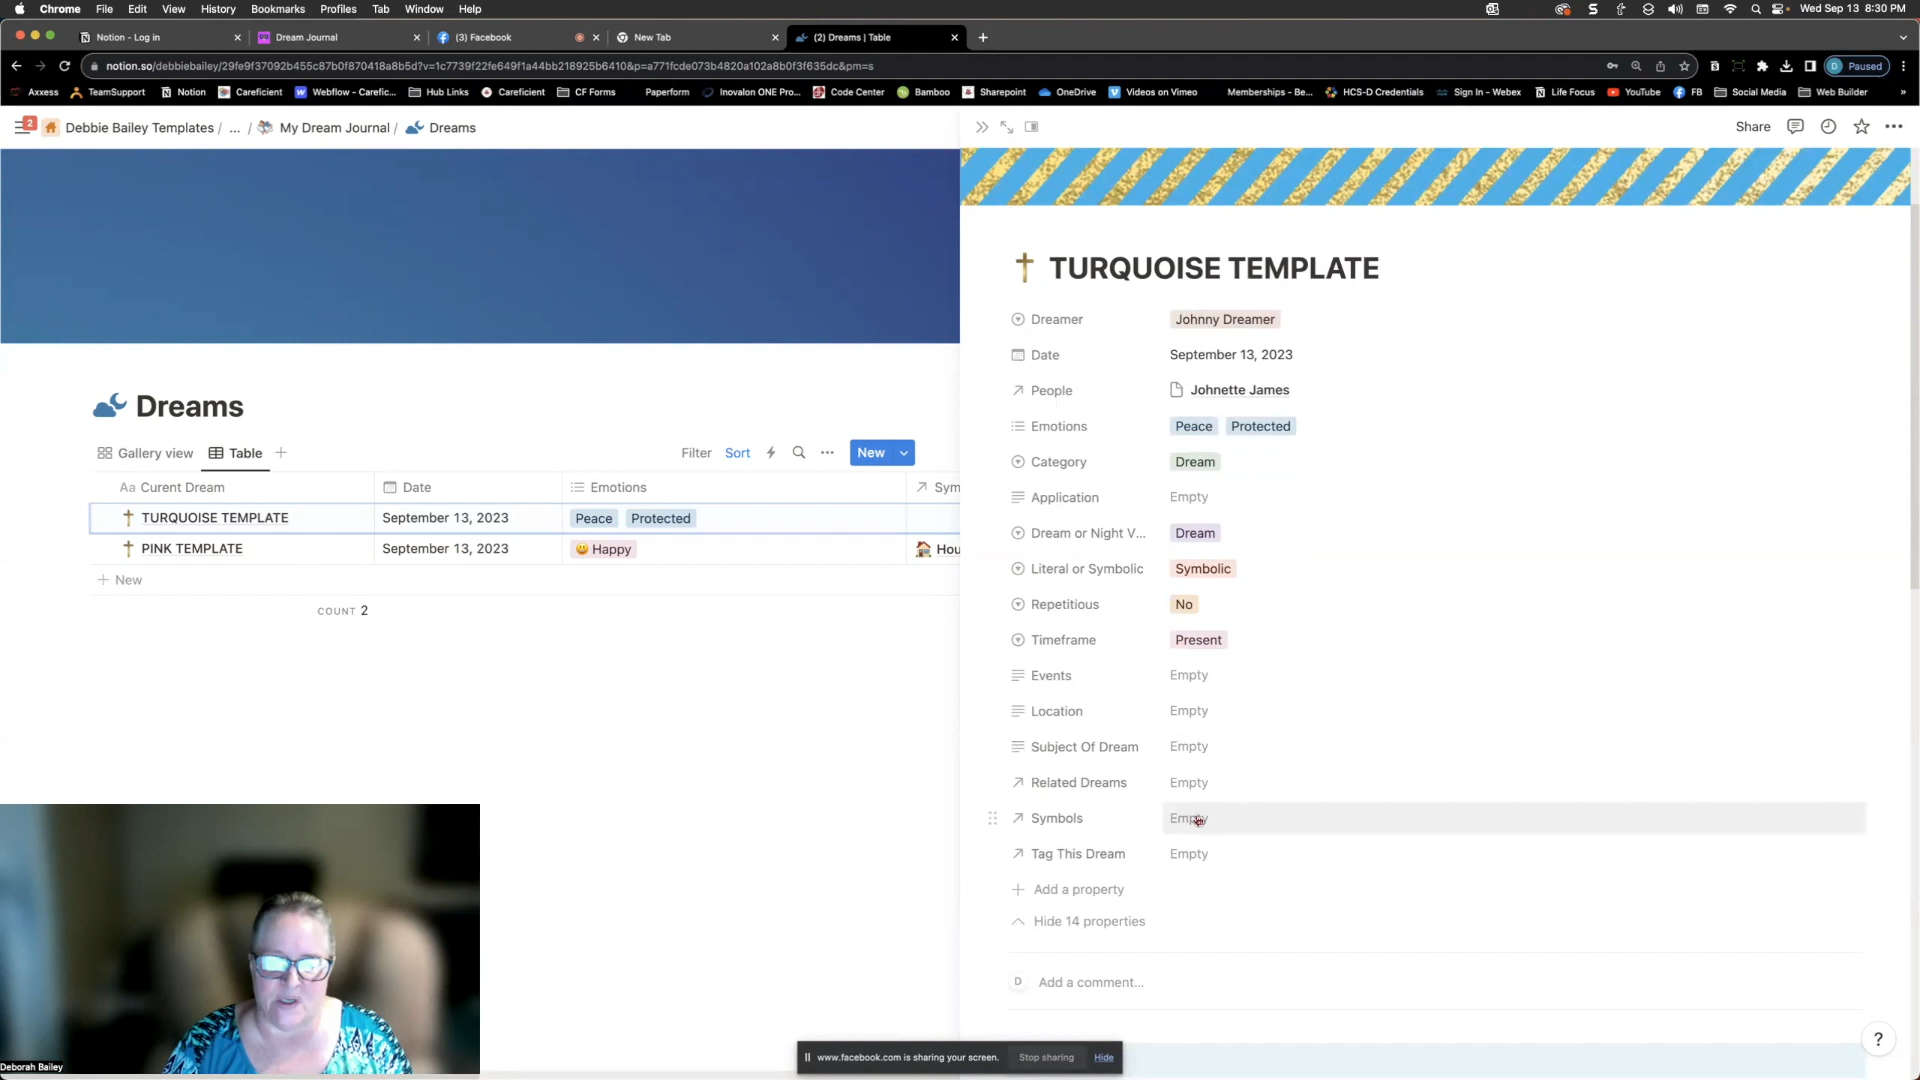 Chrome File Edit View History Bookmarks Profiles Tab Window Help Wed Sep 13 8:30 PM
Notion - Log in Dream Journal (3) Facebook New Tab (2) Dreams | Table
notion.so/debbiebailey/29fe9f37092b455c87b0f870418a8b5d?v=1c7739f22fe649f1a44bb218925b6410&p=a771fcde073b4820a102a8b0f3f635dc&pm=s D Paused
Axxess TeamSupport Notion Careficient Webflow - Carefic... Hub Links Careficient CF Forms Paperform Inovalon ONE Pro... Code Center Bamboo Sharepoint OneDrive Videos on Vimeo Memberships - Be... HCS-D Credentials Sign In - Webex Life Focus YouTube FB Social Media Web Builder »
2 Debbie Bailey Templates / ... / My Dream Journal / Dreams
Share
TURQUOISE TEMPLATE
Dreamer Johnny Dreamer
Date September 13, 2023
People Johnette James
Emotions Peace Protected
Category Dream
Application Empty
Dream or Night V... Dream
Literal or Symbolic Symbolic
Repetitious No
Timeframe Present
Events Empty
Location Empty
Subject Of Dream Empty
Related Dreams Empty
Symbols Empty
Tag This Dream Empty
Add a property
Hide 14 properties
D Add a comment...
Dreams
Gallery view Table Filter Sort New
Aa Curent Dream Date Emotions Sym
TURQUOISE TEMPLATE September 13, 2023 Peace Protected
PINK TEMPLATE September 13, 2023 Happy Hou
New
COUNT 2
Deborah Bailey
www.facebook.com is sharing your screen. Stop sharing Hide
?